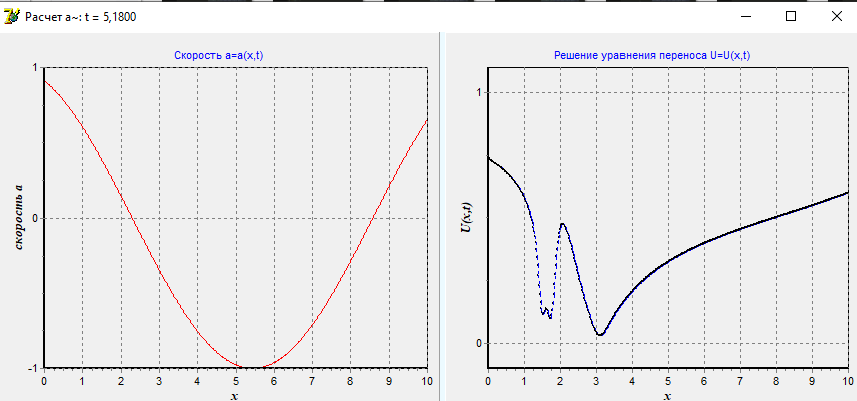 Расчет a~: t = 5,1800
Скорость a=a(x,t)
1
0
-1
скорость a
0 1 2 3 4 5 6 7 8 9 10
x
Решение уравнения переноса U=U(x,t)
1
0
U(x,t)
0 1 2 3 4 5 6 7 8 9 10
x